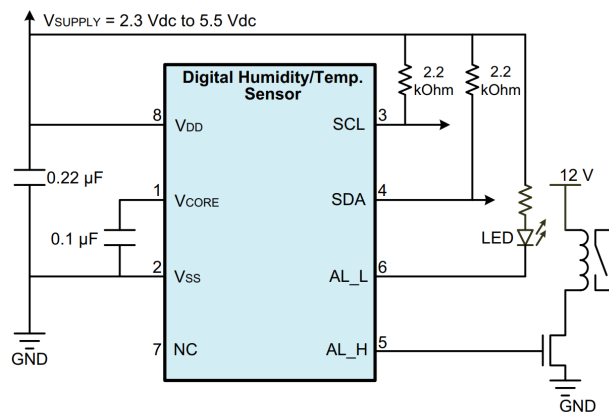 VSUPPLY = 2.3 Vdc to 5.5 Vdc
Digital Humidity/Temp.
Sensor
2.2
kOhm
2.2
kOhm
8
VDD
SCL
3
0.22 µF
12 V
1
VCORE
SDA
4
0.1 µF
LED
2
VSS
AL_L
6
7
NC
AL_H
5
GND
GND